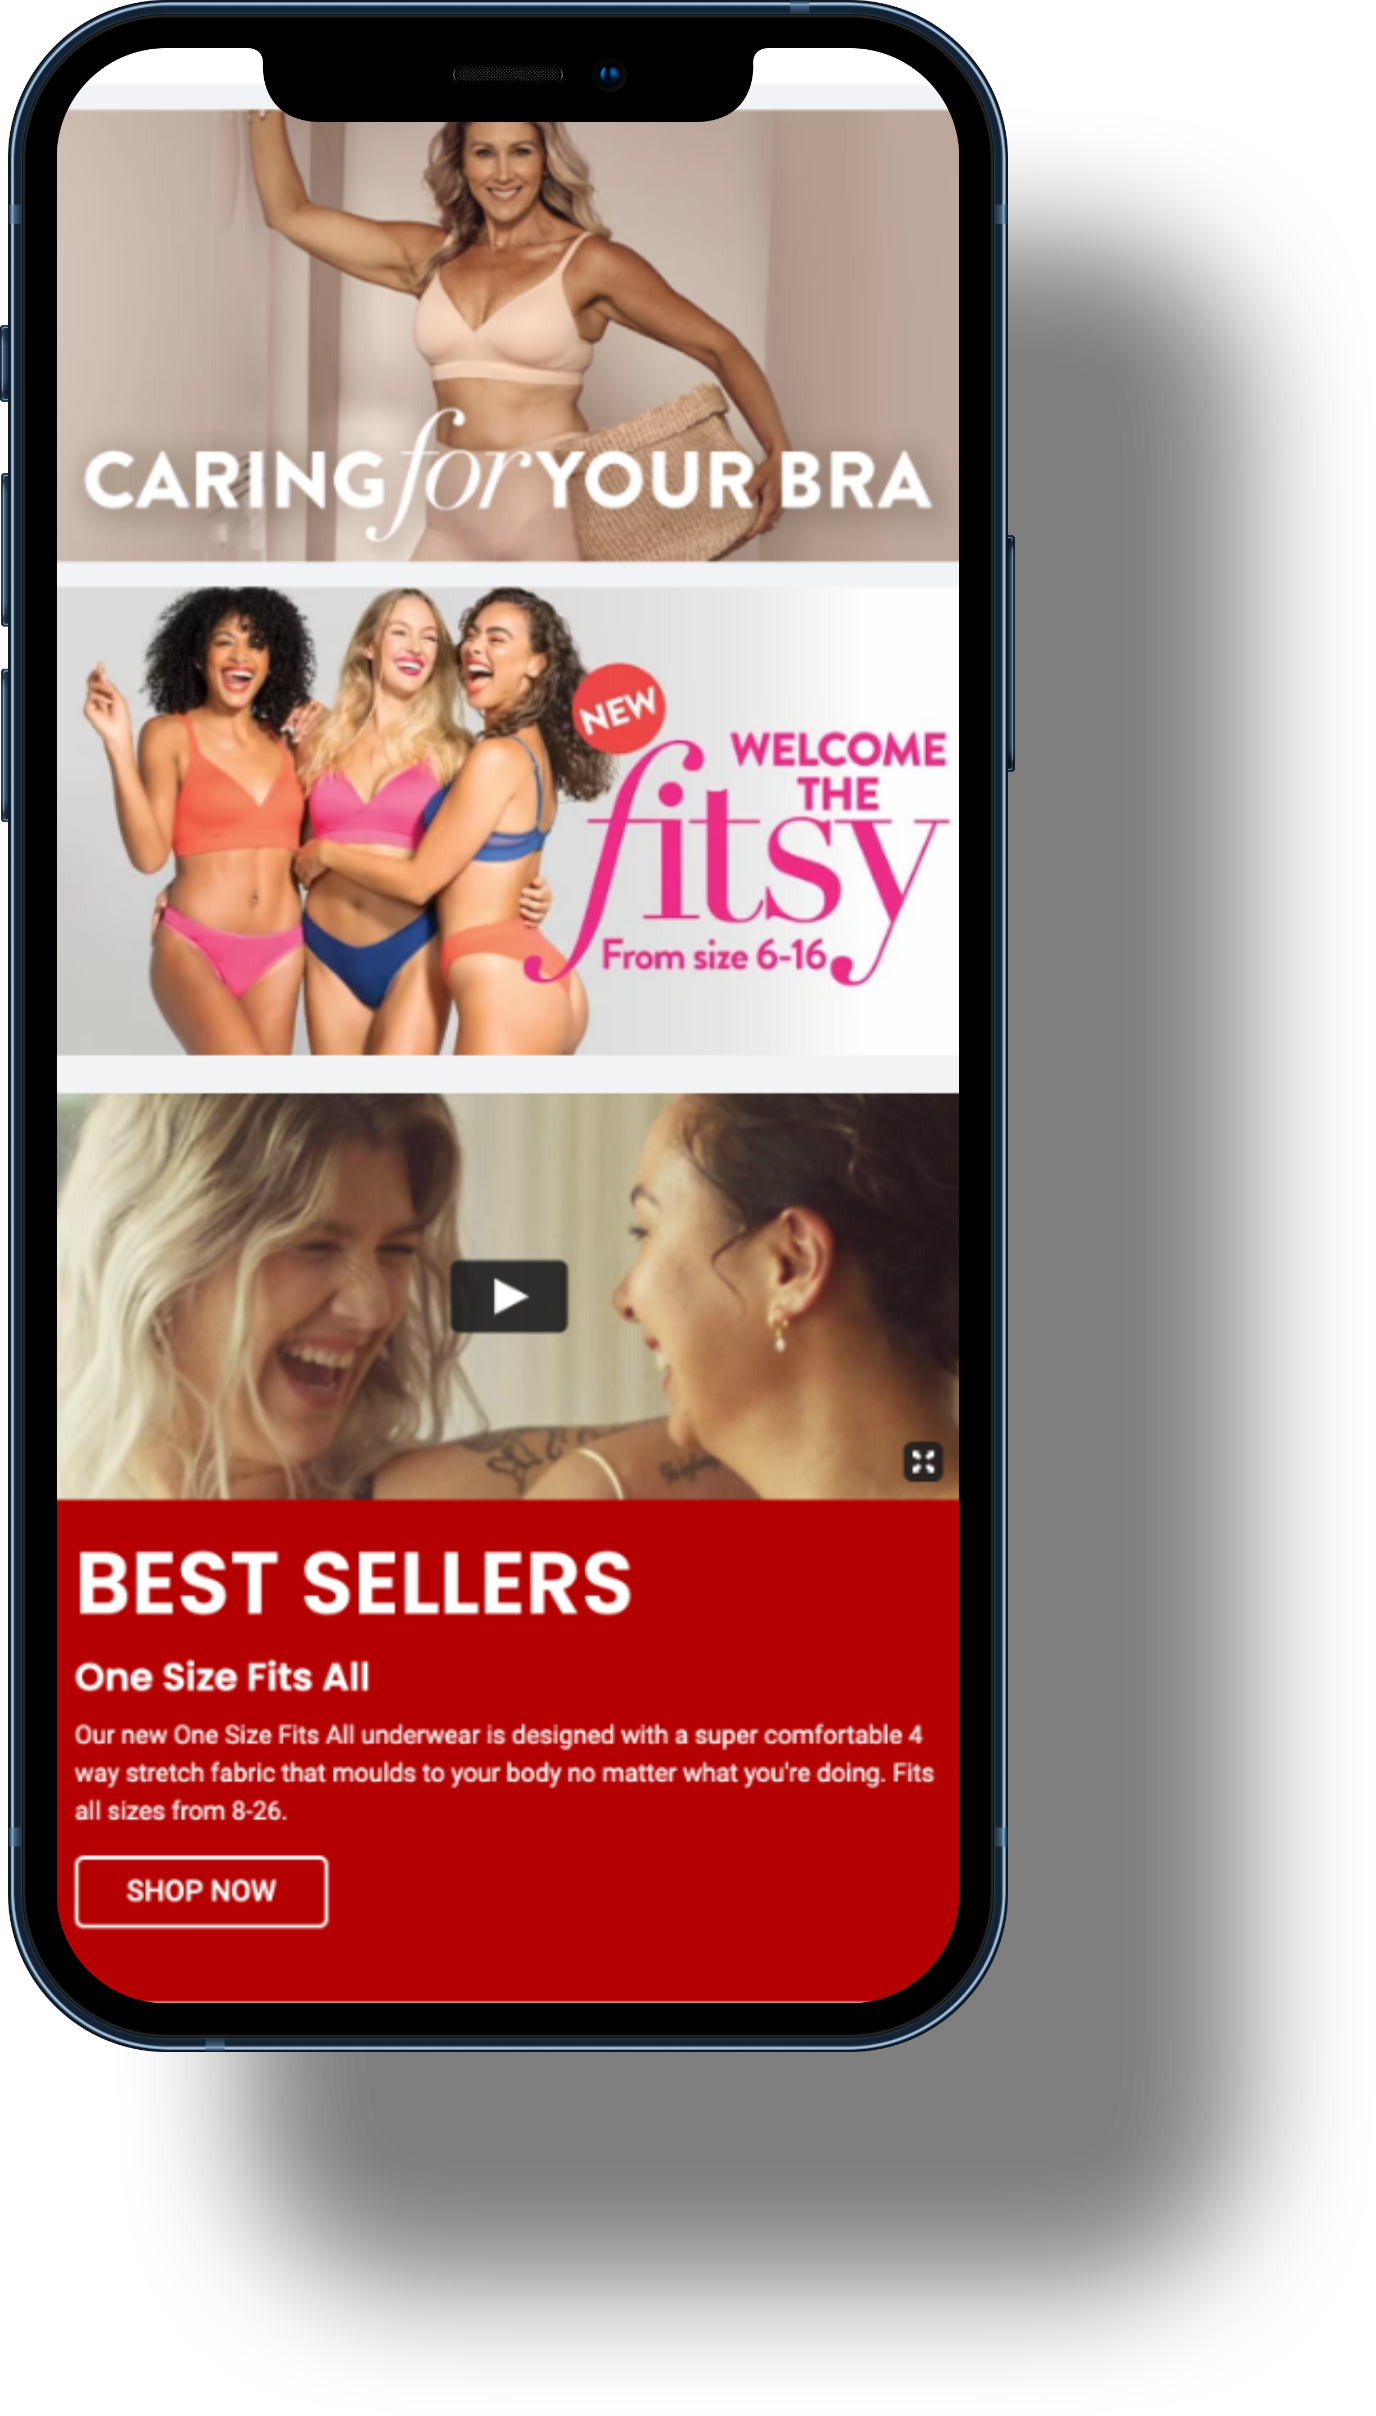 CARING for YOUR BRA
NEW
WELCOME
THE
fitsy
From size 6-16
BEST SELLERS
One Size Fits All
Our new One Size Fits All underwear is designed with a super comfortable 4
way stretch fabric that moulds to your body no matter what you're doing. Fits
all sizes from 8-26.
SHOP NOW